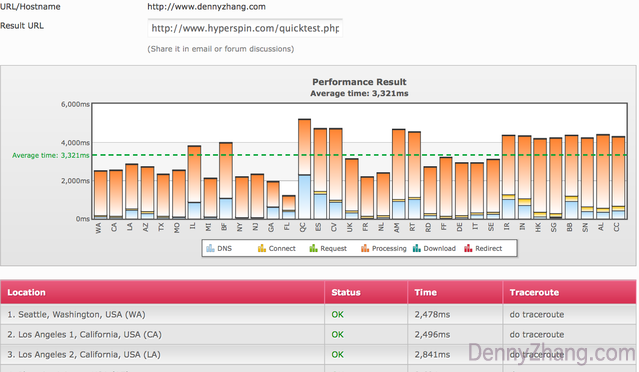 URL/Hostname http://www.dennyzhang.com
Result URL http://www.hyperspin.com/quicktest.php
(Share it in email or forum discussions)
Performance Result
Average time: 3,321ms
6,000ms
4,000ms
Average time: 3,321ms
2,000ms
0ms
WA CA LA AZ TX MO IL MI BF NY NJ GA FL QC ES CV UK FR NL AM RT RD FF DE IT SE IR IN HK SG BB SN AL CC
DNS Connect Request Processing Download Redirect
Location Status Time Traceroute
1. Seattle, Washington, USA (WA) OK 2,478ms do traceroute
2. Los Angeles 1, California, USA (CA) OK 2,496ms do traceroute
3. Los Angeles 2, California, USA (LA) OK 2,841ms do traceroute
DennyZhang.com